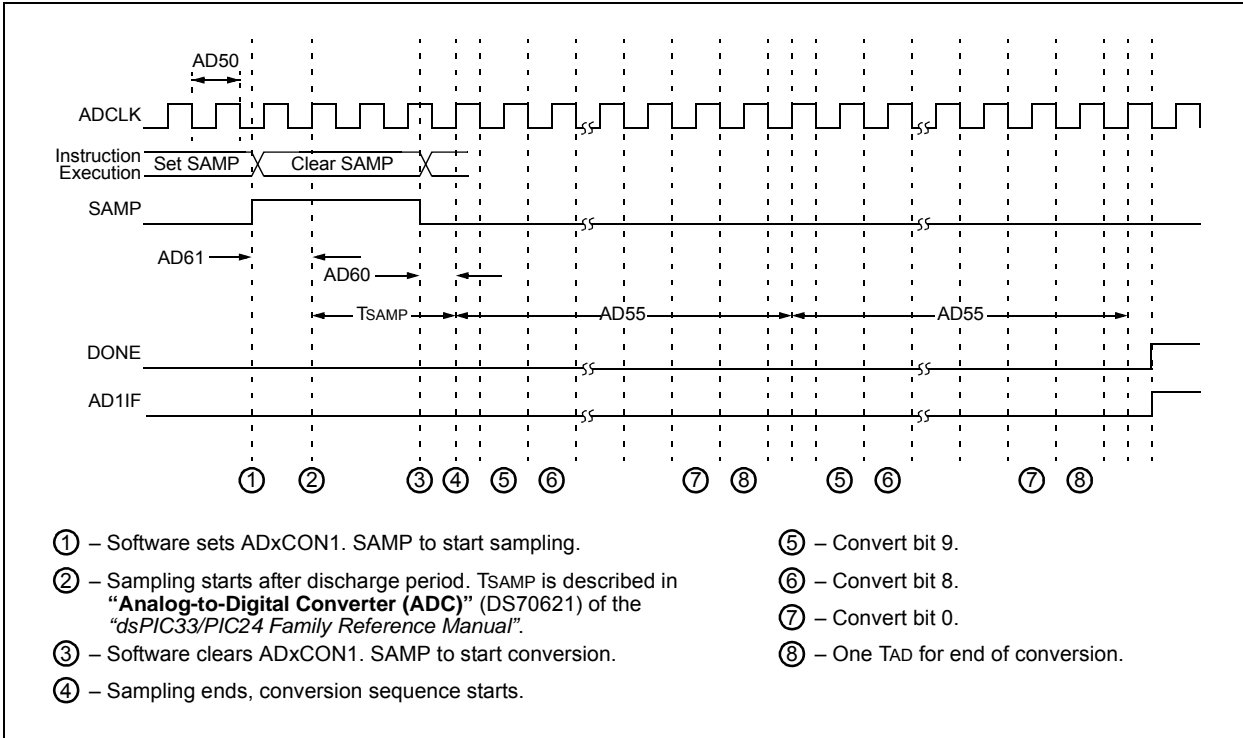 AD50
ADCLK
Instruction
Execution
Set SAMP
Clear SAMP
SAMP
AD61
AD60
TSAMP
AD55
AD55
DONE
AD1IF
1 2 3 4 5 6 7 8 5 6 7 8
1 – Software sets ADxCON1. SAMP to start sampling.
2 – Sampling starts after discharge period. TSAMP is described in
“Analog-to-Digital Converter (ADC)” (DS70621) of the
“dsPIC33/PIC24 Family Reference Manual”.
3 – Software clears ADxCON1. SAMP to start conversion.
4 – Sampling ends, conversion sequence starts.
5 – Convert bit 9.
6 – Convert bit 8.
7 – Convert bit 0.
8 – One TAD for end of conversion.